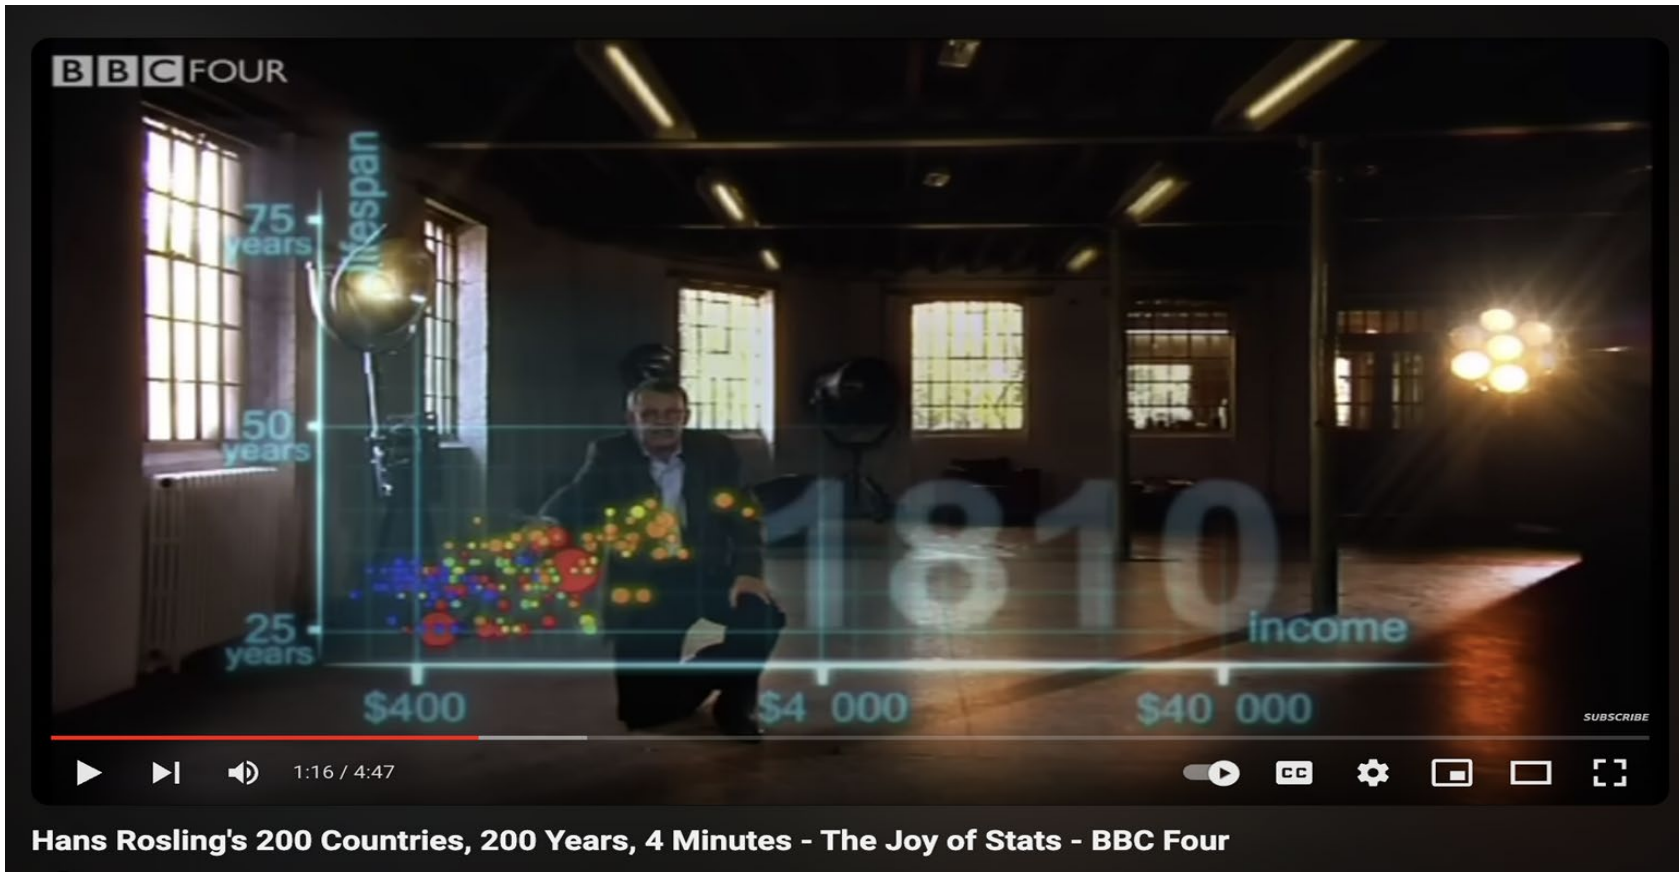 BBC FOUR
lifespan
75
years
50
years
1810
25
years
income
$400
$4 000
$40 000
SUBSCRIBE
1:16 / 4:47
CC
Hans Rosling's 200 Countries, 200 Years, 4 Minutes - The Joy of Stats - BBC Four